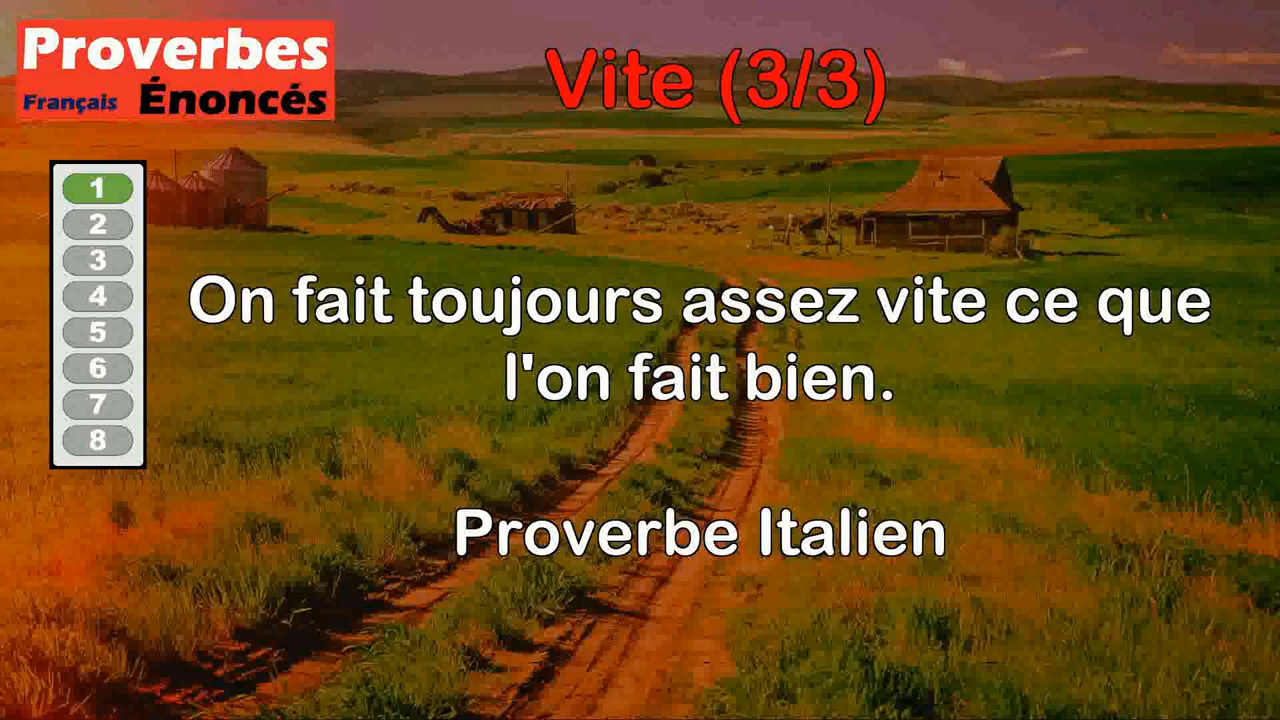 Proverbes
Français Énoncés
Vite (3/3)
1
2
3
4
5
6
7
8
On fait toujours assez vite ce que
l'on fait bien.
Proverbe Italien